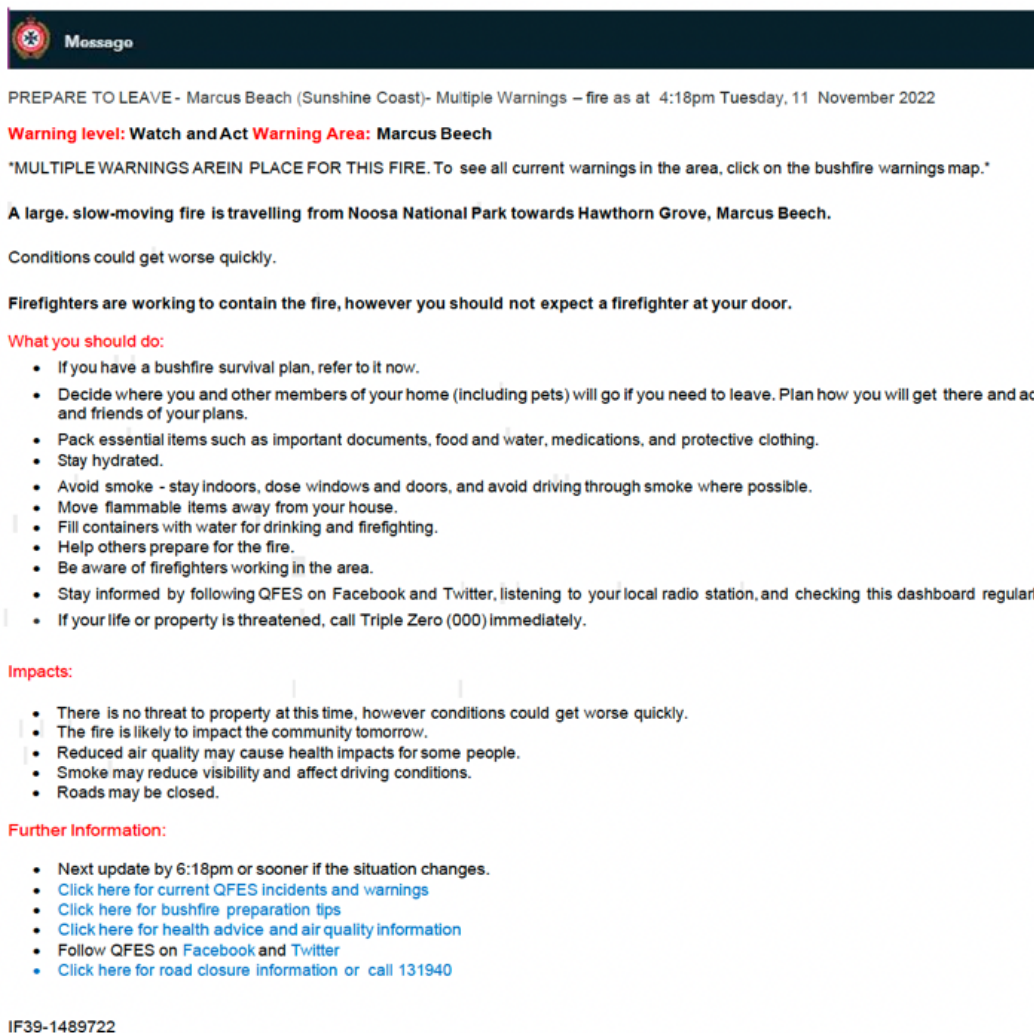 Mossago
PREPARE TO LEAVE - Marcus Beach (Sunshine Coast)- Multiple Warnings – fire as at 4:18pm Tuesday, 11 November 2022
Warning level: Watch and Act Warning Area: Marcus Beech
*MULTIPLE WARNINGS AREIN PLACE FOR THIS FIRE. To see all current warnings in the area, click on the bushfire warnings map.*
A large. slow-moving fire is travelling from Noosa National Park towards Hawthorn Grove, Marcus Beech.
Conditions could get worse quickly.
Firefighters are working to contain the fire, however you should not expect a firefighter at your door.
What you should do:
• If you have a bushfire survival plan, refer to it now.
• Decide where you and other members of your home (including pets) will go if you need to leave. Plan how you will get there and
and friends of your plans.
• Pack essential items such as important documents, food and water, medications, and protective clothing.
• Stay hydrated.
• Avoid smoke - stay indoors, dose windows and doors, and avoid driving through smoke where possible.
• Move flammable items away from your house.
• Fill containers with water for drinking and firefighting.
• Help others prepare for the fire.
• Be aware of firefighters working in the area.
• Stay informed by following QFES on Facebook and Twitter, listening to your local radio station, and checking this dashboard regularl
• If your life or property is threatened, call Triple Zero (000) immediately.
Impacts:
• There is no threat to property at this time, however conditions could get worse quickly.
• The fire is likely to impact the community tomorrow.
• Reduced air quality may cause health impacts for some people.
• Smoke may reduce visibility and affect driving conditions.
• Roads may be closed.
Further Information:
• Next update by 6:18pm or sooner if the situation changes.
• Click here for current QFES incidents and warnings
• Click here for bushfire preparation tips
• Click here for health advice and air quality information
• Follow QFES on Facebook and Twitter
• Click here for road closure information or call 131940
IF39-1489722